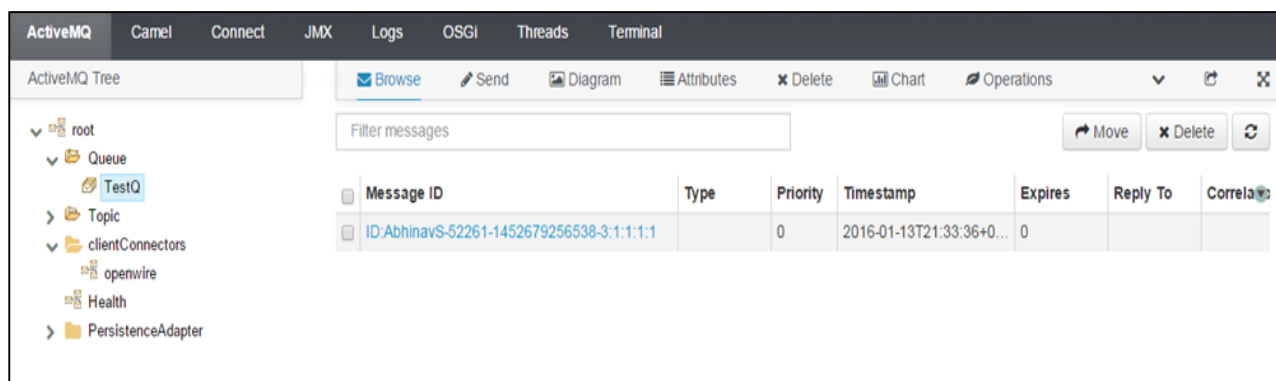 ActiveMQ Camel Connect JMX Logs OSGi Threads Terminal
ActiveMQ Tree
Browse Send Diagram Attributes Delete Chart Operations
root
Queue
TestQ
Topic
clientConnectors
openwire
Health
PersistenceAdapter
Filter messages
Move Delete
Message ID Type Priority Timestamp Expires Reply To
ID:AbhinavS-52261-1452679256538-3:1:1:1:1 0 2016-01-13T21:33:36+0... 0